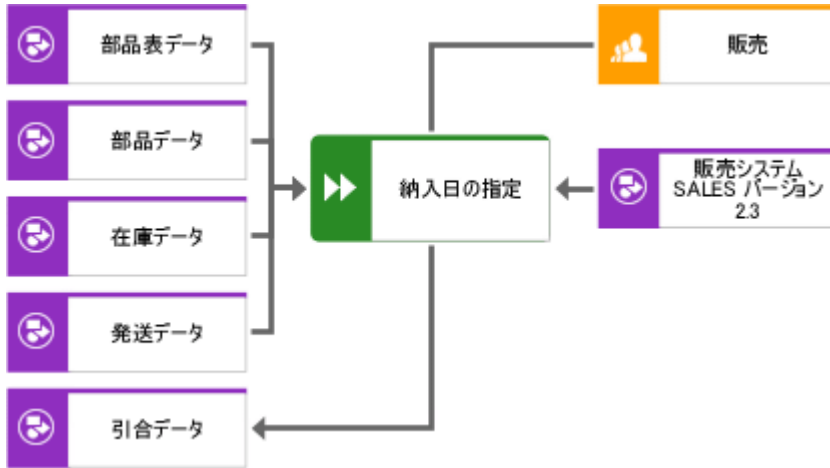 部品表データ
部品データ
在庫データ
発送データ
引合データ
納入日の指定
販売
販売システム
SALES バージョン
2.3